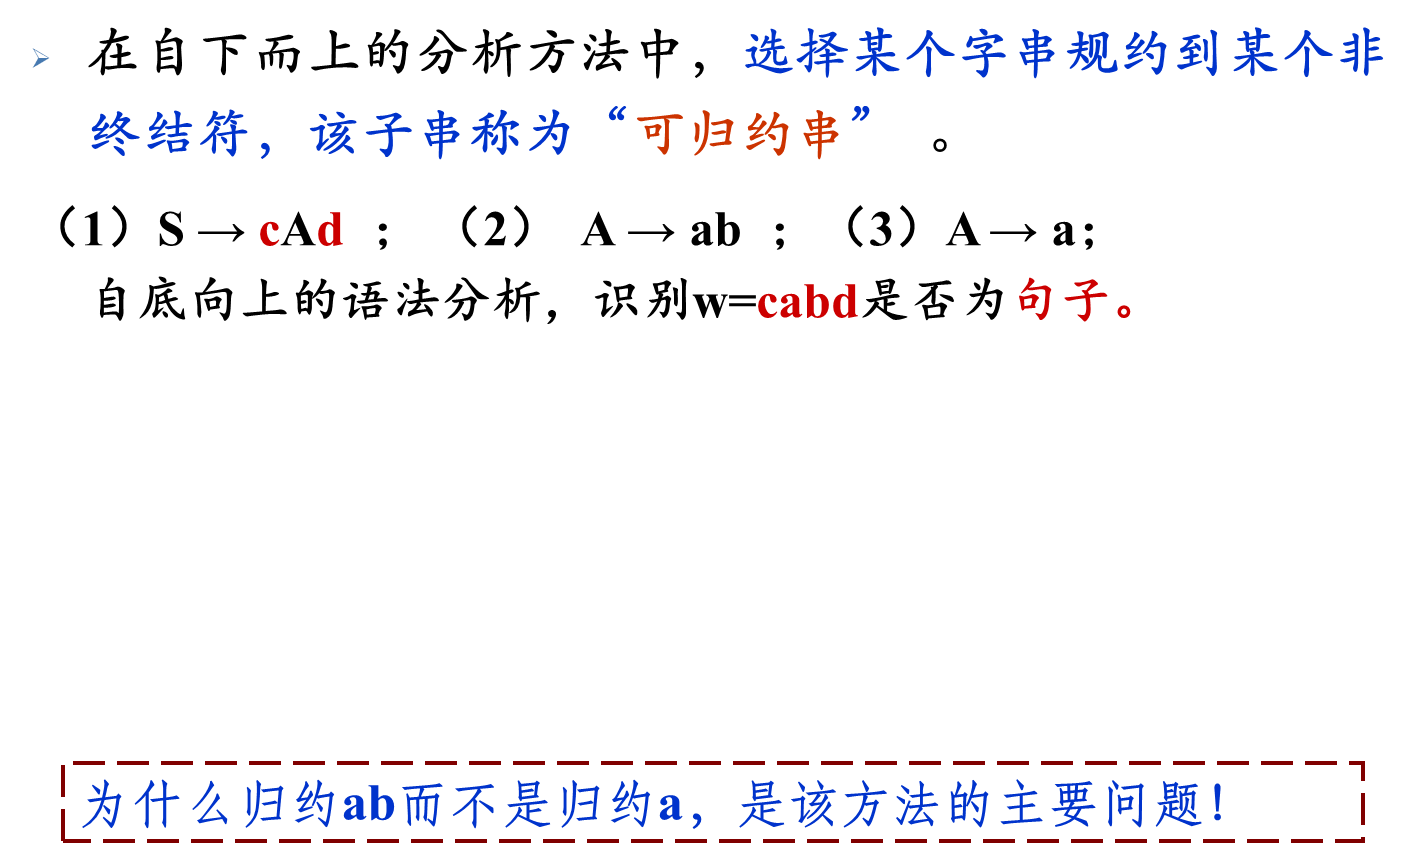 ➢ 在自下而上的分析方法中，选择某个字串规约到某个非
终结符，该子串称为“可归约串” 。
（1）S → cAd ；（2） A → ab ；（3）A → a；
自底向上的语法分析，识别w=cabd是否为句子。
为什么归约ab而不是归约a，是该方法的主要问题！